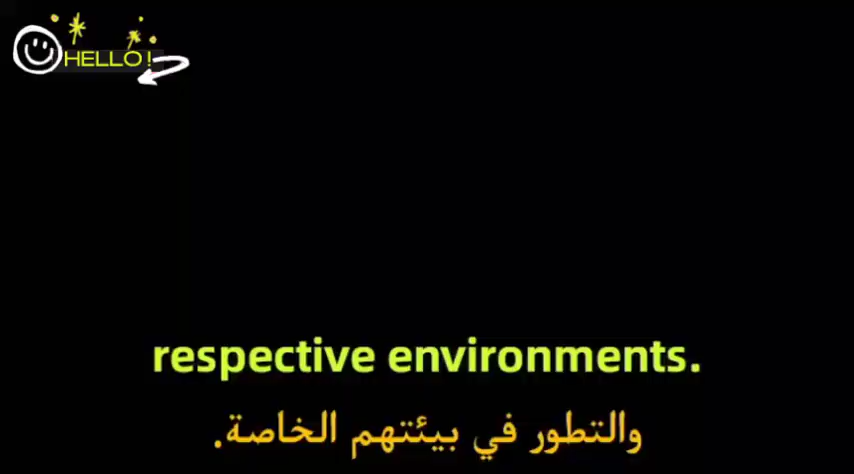 HELLO!
respective environments.
والتطور في بيئتهم الخاصة.